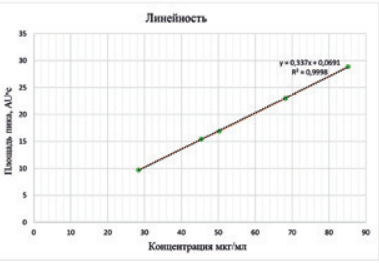 Линейность
35
30
25
20
15
10
5
0
Площадь пика, AU*c
y = 0,337x + 0,0691
R² = 0,9998
0 10 20 30 40 50 60 70 80 90
Концентрация мкг/мл